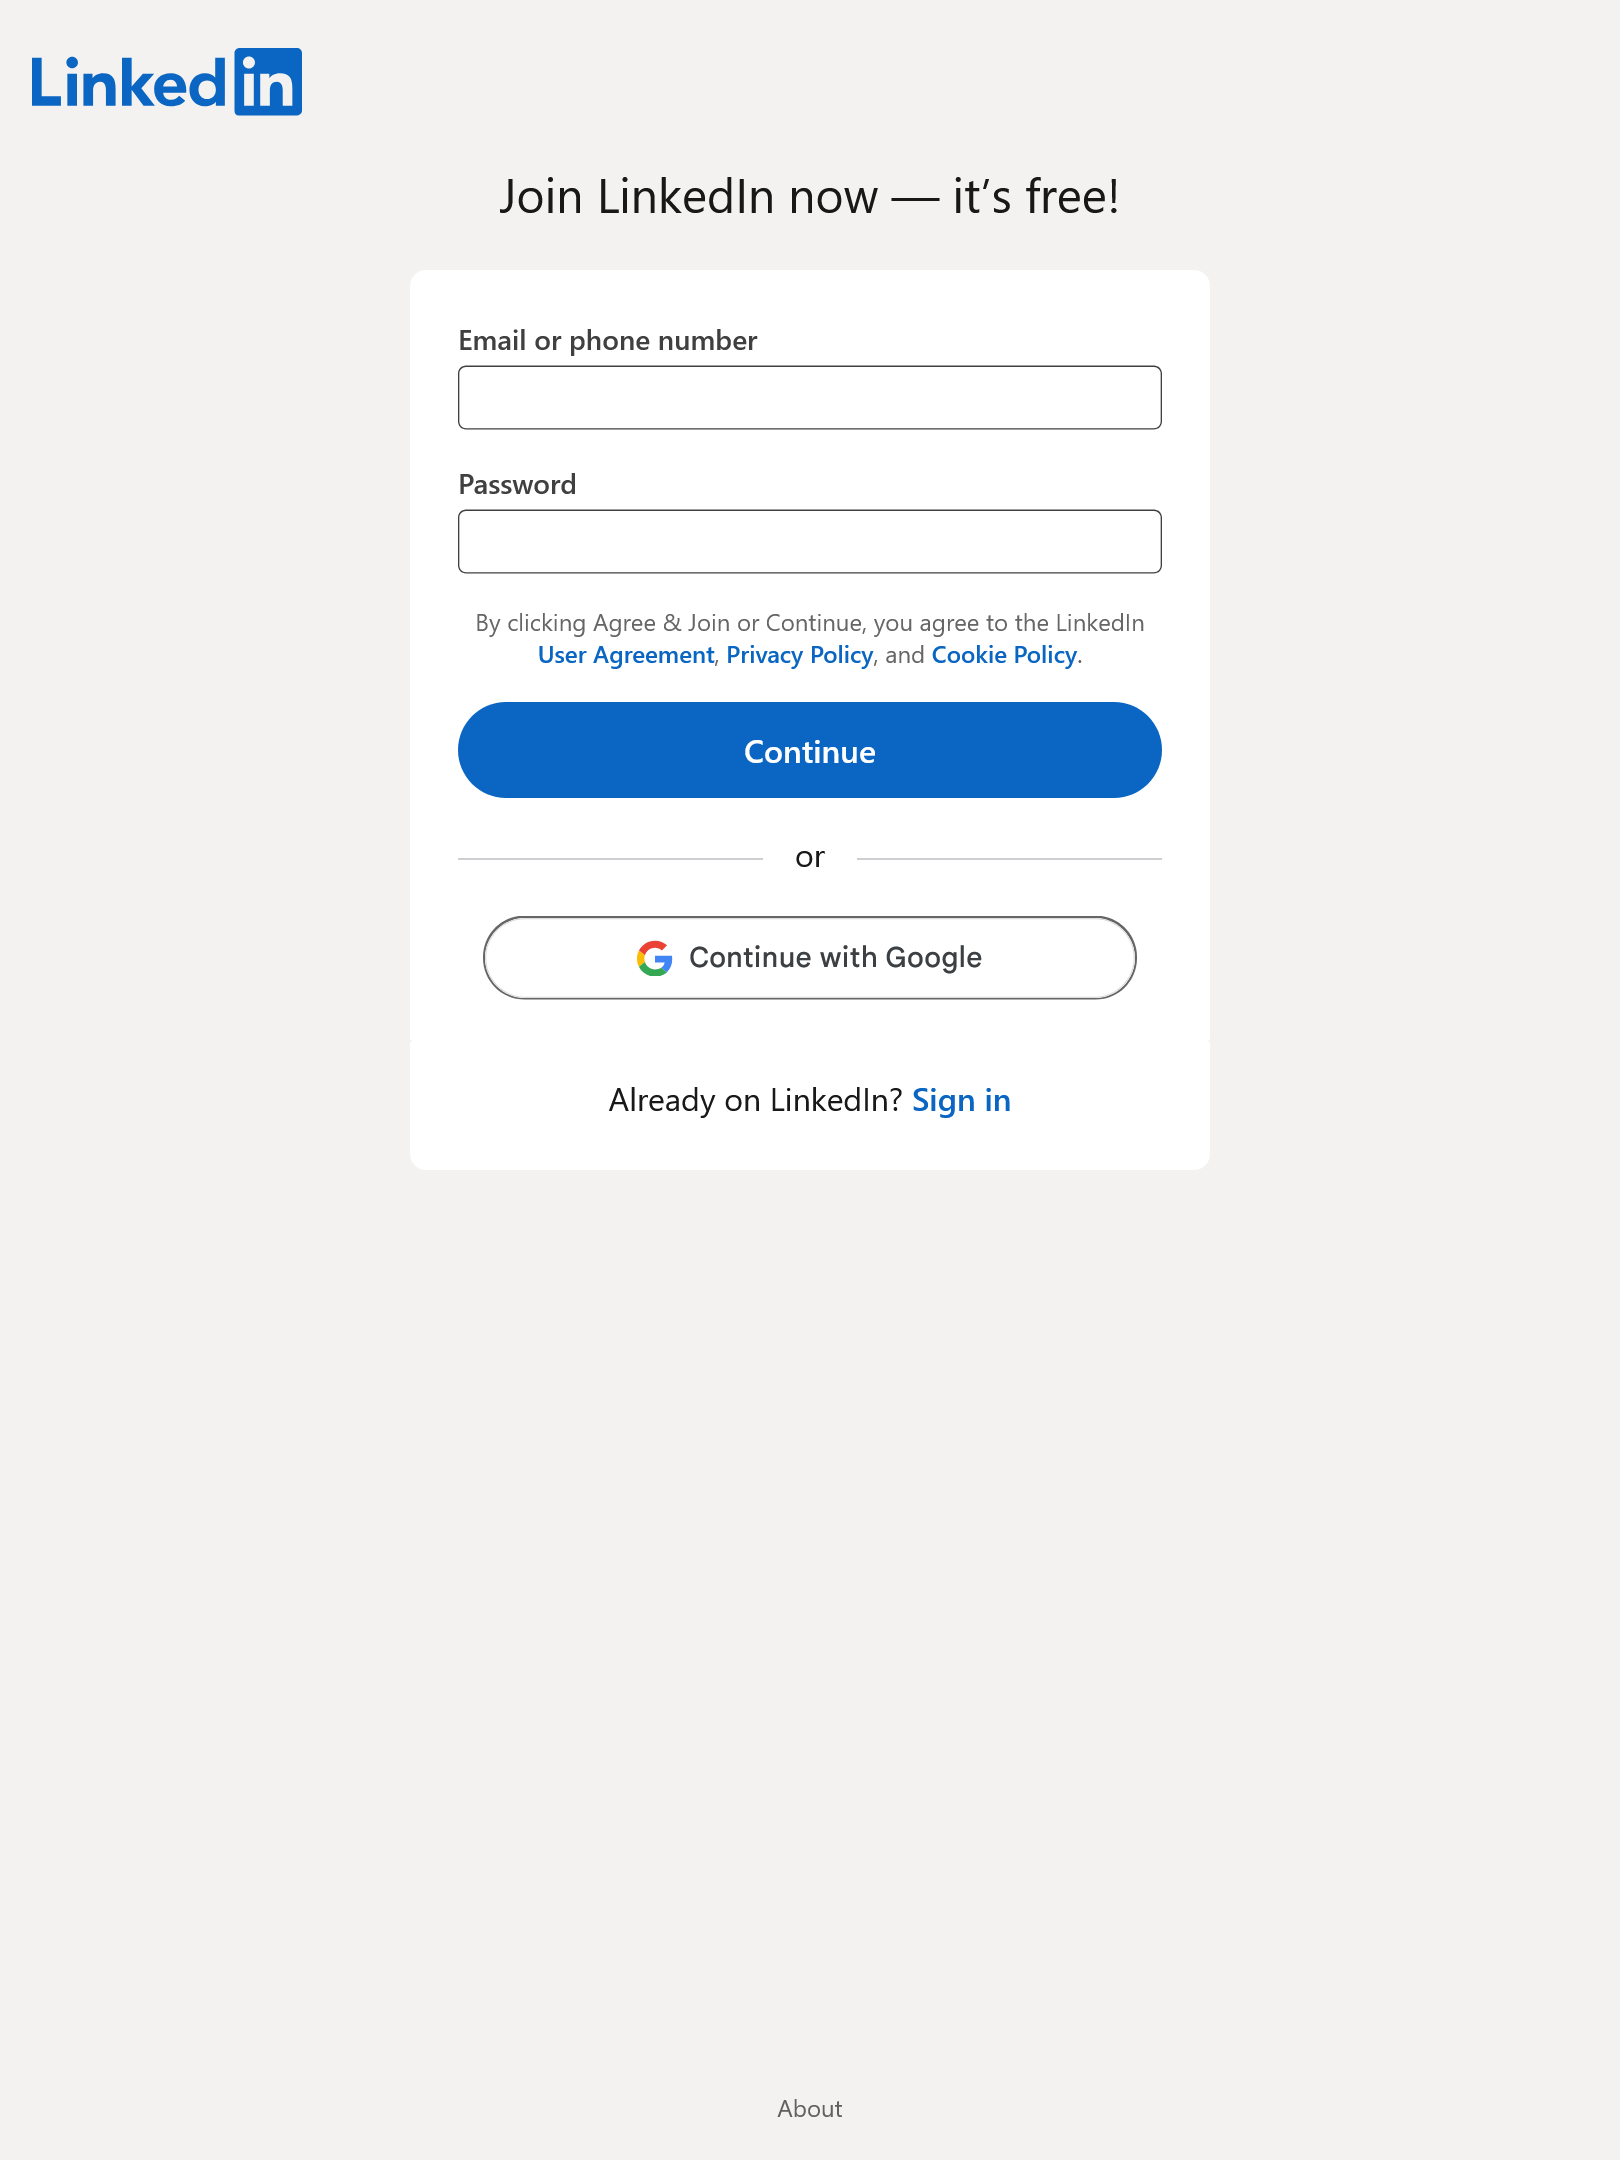 LinkedIn
Join LinkedIn now — it’s free!
Email or phone number
Password
By clicking Agree & Join or Continue, you agree to the LinkedIn
User Agreement, Privacy Policy, and Cookie Policy.
Continue
or
Continue with Google
Already on LinkedIn? Sign in
About